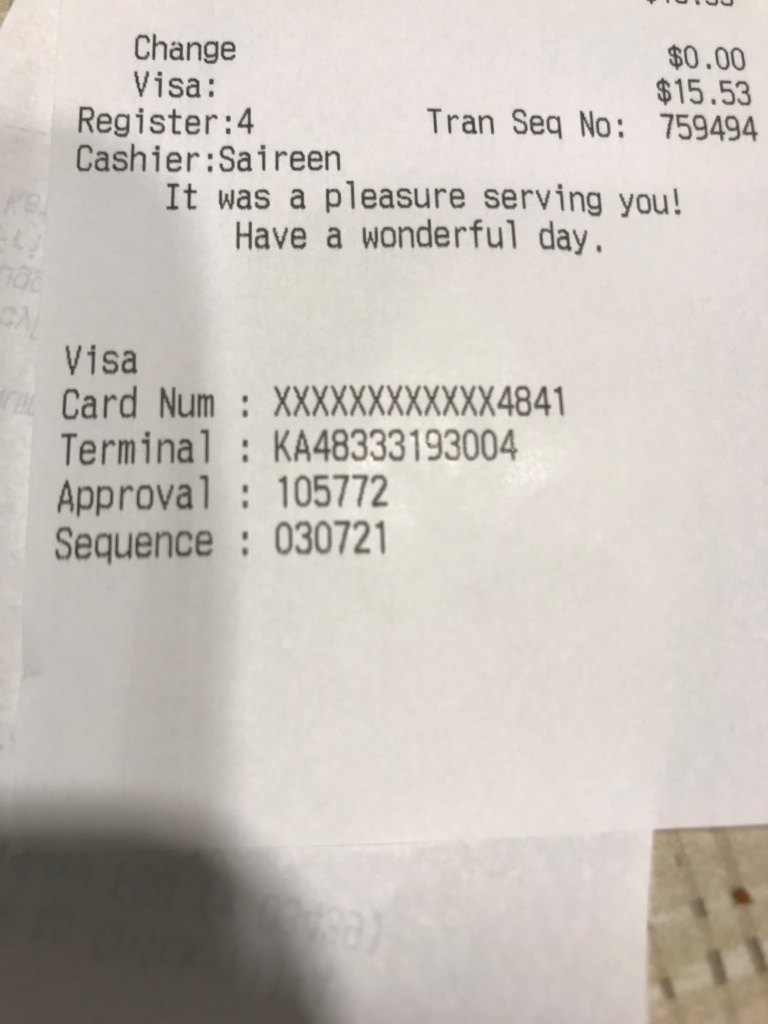 Change $0.00
Visa: $15.53
Register:4 Tran Seq No: 759494
Cashier:Saireen
It was a pleasure serving you!
Have a wonderful day.
Visa
Card Num : XXXXXXXXXXXX4841
Terminal : KA48333193004
Approval : 105772
Sequence : 030721